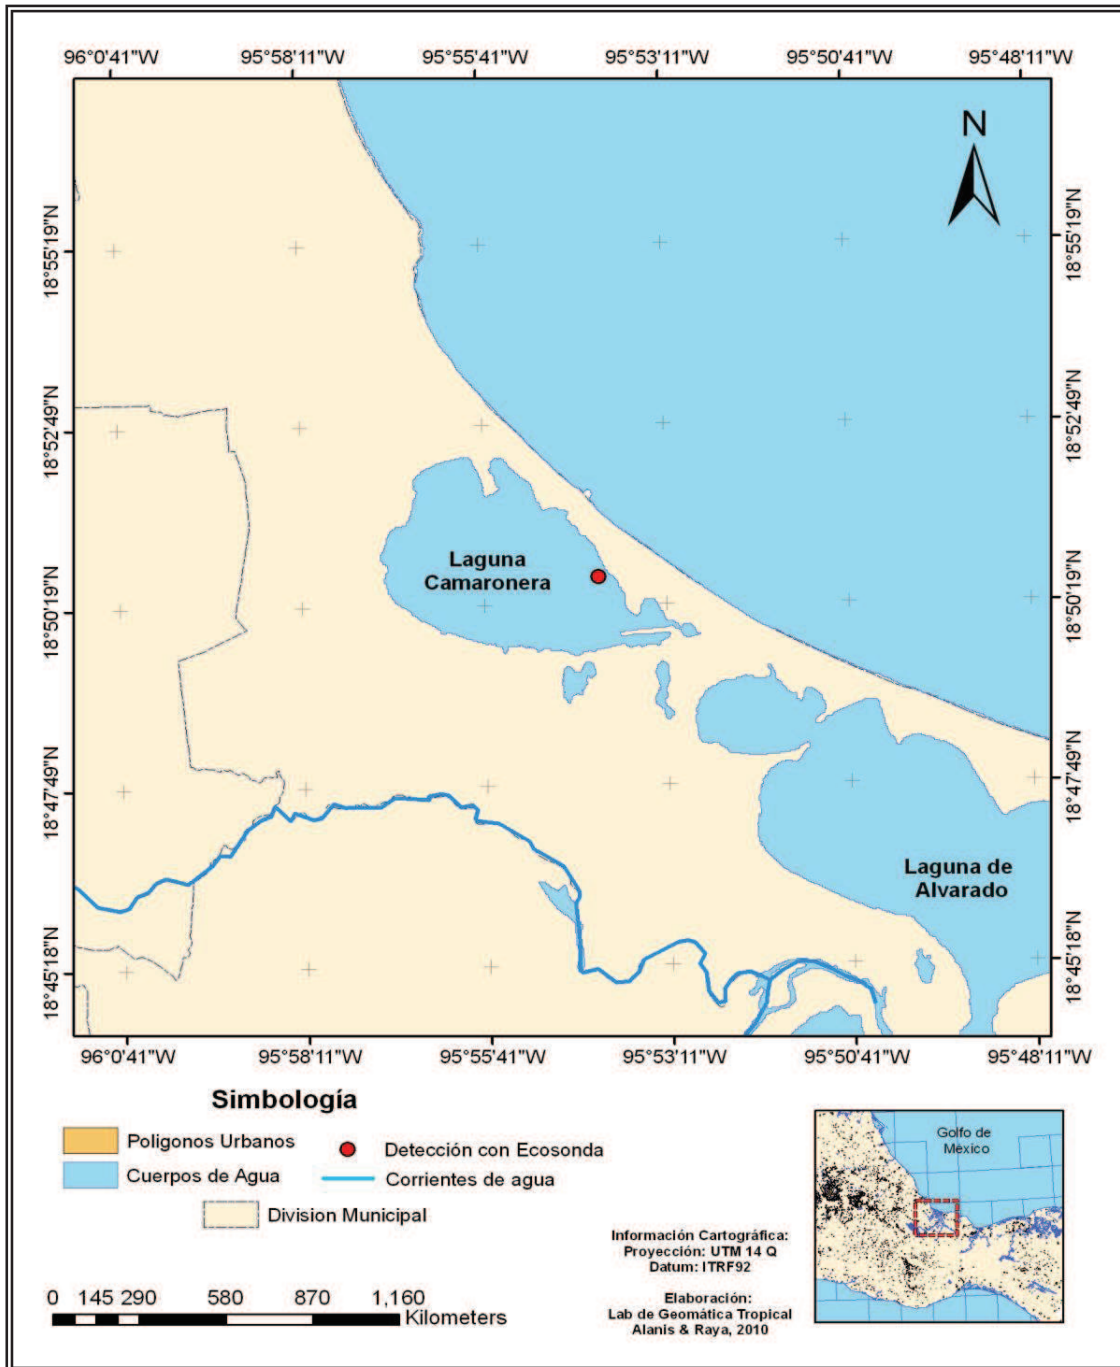 96°0'41"W 95°58'11"W 95°55'41"W 95°53'11"W 95°50'41"W 95°48'11"W
N
18°55'19"N 18°55'19"N
18°52'49"N 18°52'49"N
Laguna
Camaronera
18°50'19"N 18°50'19"N
18°47'49"N 18°47'49"N
Laguna de
Alvarado
18°45'18"N 18°45'18"N
96°0'41"W 95°58'11"W 95°55'41"W 95°53'11"W 95°50'41"W 95°48'11"W
Simbología
Poligonos Urbanos
Detección con Ecosonda
Cuerpos de Agua
Corrientes de agua
Division Municipal
Golfo de
México
Información Cartográfica:
Proyección: UTM 14 Q
Datum: ITRF92
Elaboración:
Lab de Geomática Tropical
Alanis & Raya, 2010
0 145 290 580 870 1,160
Kilometers